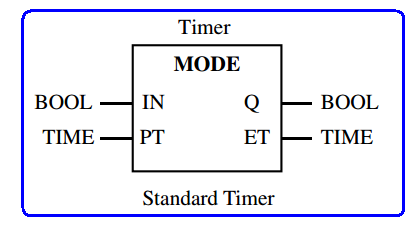 Timer
MODE
BOOL IN Q BOOL
TIME PT ET TIME
Standard Timer